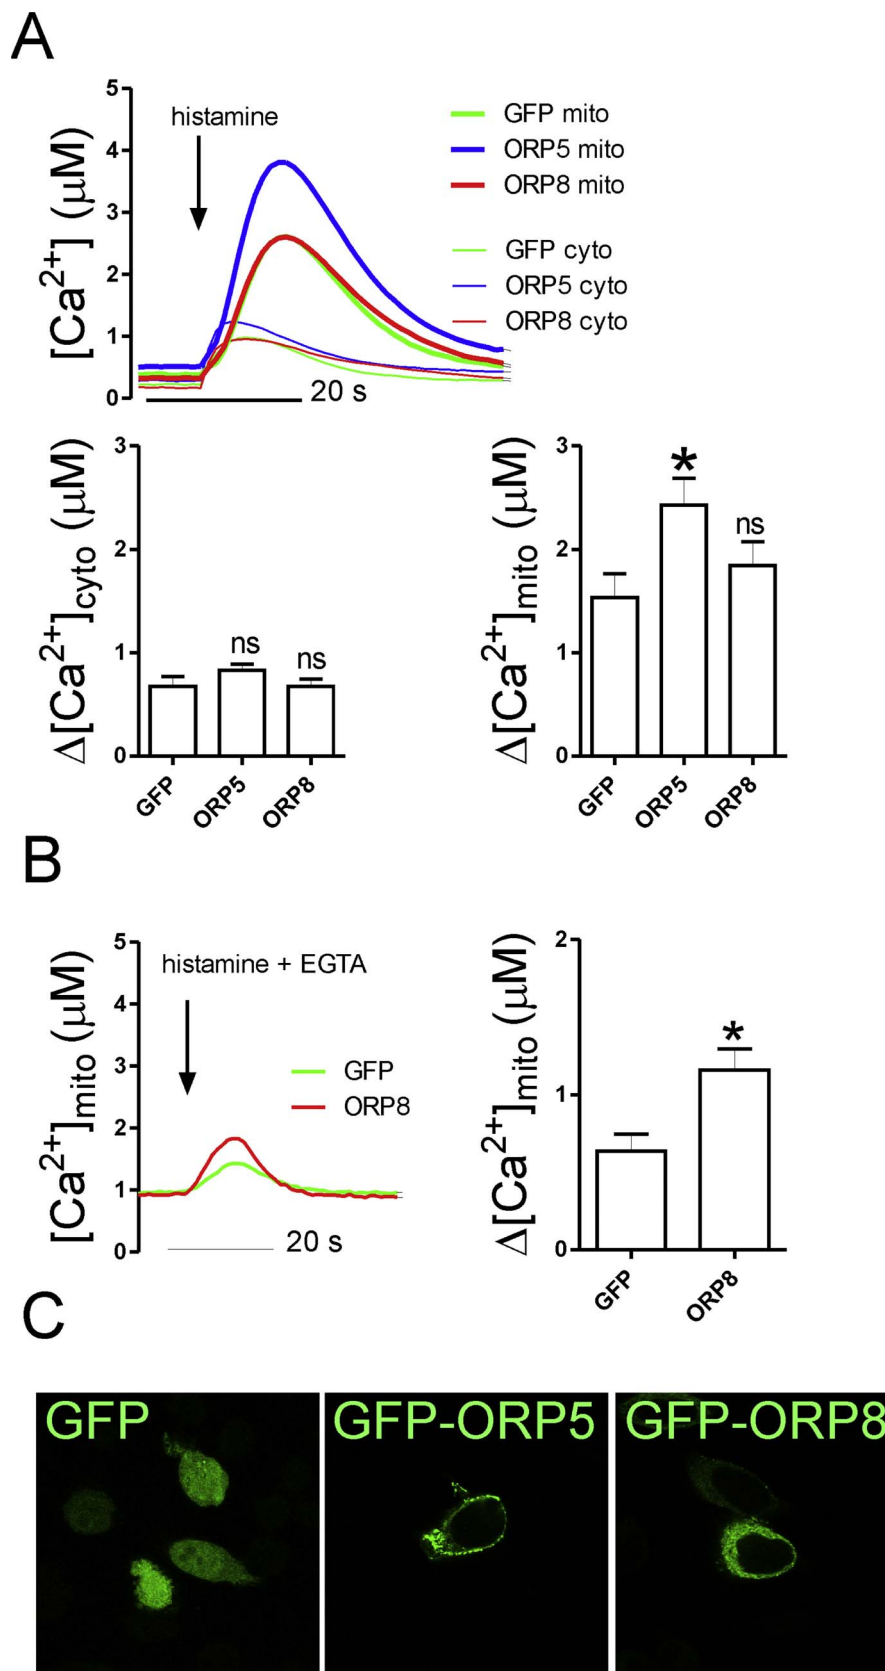 A
[Ca2+] (μM)
5
4
3
2
1
0
histamine
20 s
GFP mito
ORP5 mito
ORP8 mito
GFP cyto
ORP5 cyto
ORP8 cyto
Δ[Ca2+]cyto (μM)
3
2
1
0
ns
ns
GFP
ORP5
ORP8
Δ[Ca2+]mito (μM)
3
2
1
0
*
ns
GFP
ORP5
ORP8
B
[Ca2+]mito (μM)
5
4
3
2
1
0
histamine + EGTA
GFP
ORP8
20 s
Δ[Ca2+]mito (μM)
2
1
0
*
GFP
ORP8
C
GFP
GFP-ORP5
GFP-ORP8